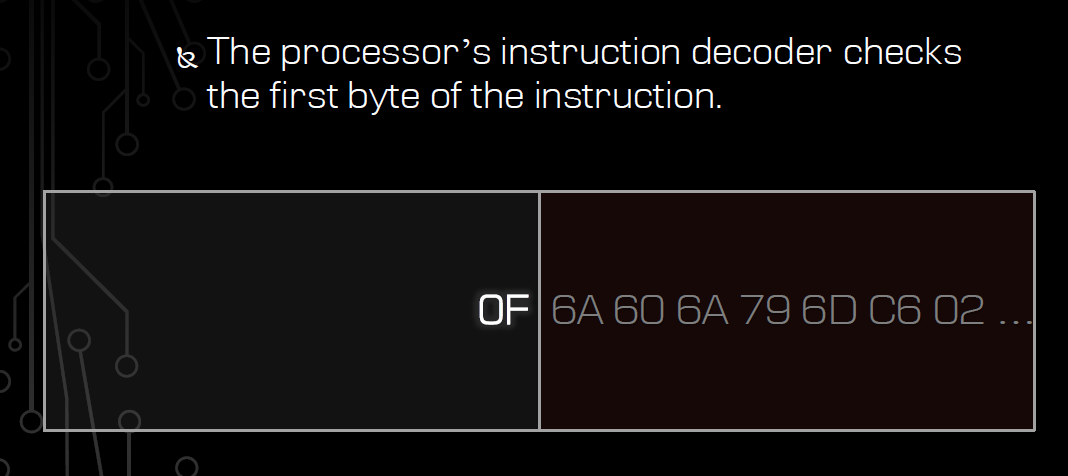 The processor's instruction decoder checks
the first byte of the instruction.
0F 6A 60 6A 79 6D C6 02 ...